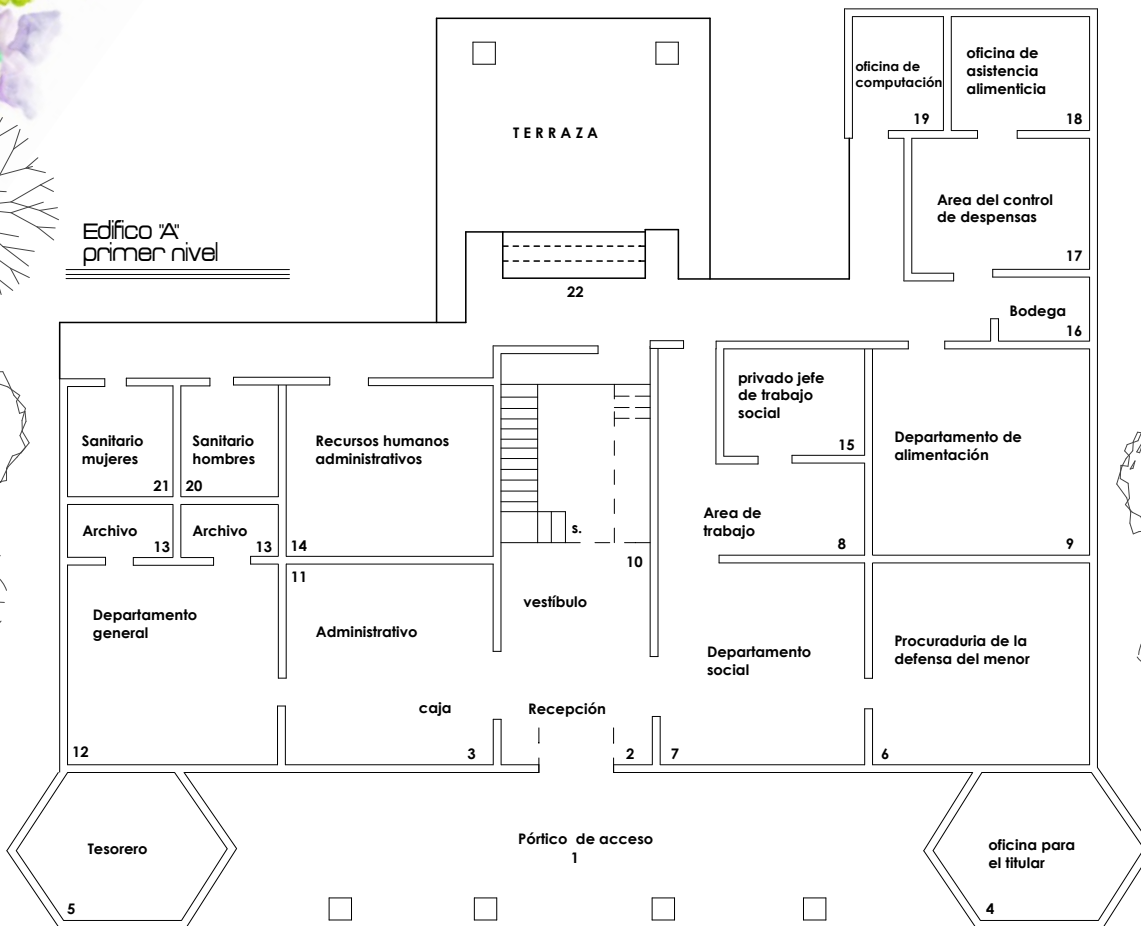 oficina de
computación
19
oficina de
asistencia
alimenticia
18
TERRAZA
Edifico "A"
primer nivel
Area del control
de despensas
17
22
Bodega
16
privado jefe
de trabajo
social
15
Departamento de
alimentación
9
Sanitario
mujeres
21
Sanitario
hombres
20
Recursos humanos
administrativos
14
Archivo
13
Archivo
13
s.
Area de
trabajo
8
10
11
vestíbulo
Departamento
general
12
Administrativo
caja
3
Recepción
2
Departamento
social
7
Procuraduria de la
defensa del menor
6
Tesorero
5
Pórtico de acceso
1
oficina para
el titular
4